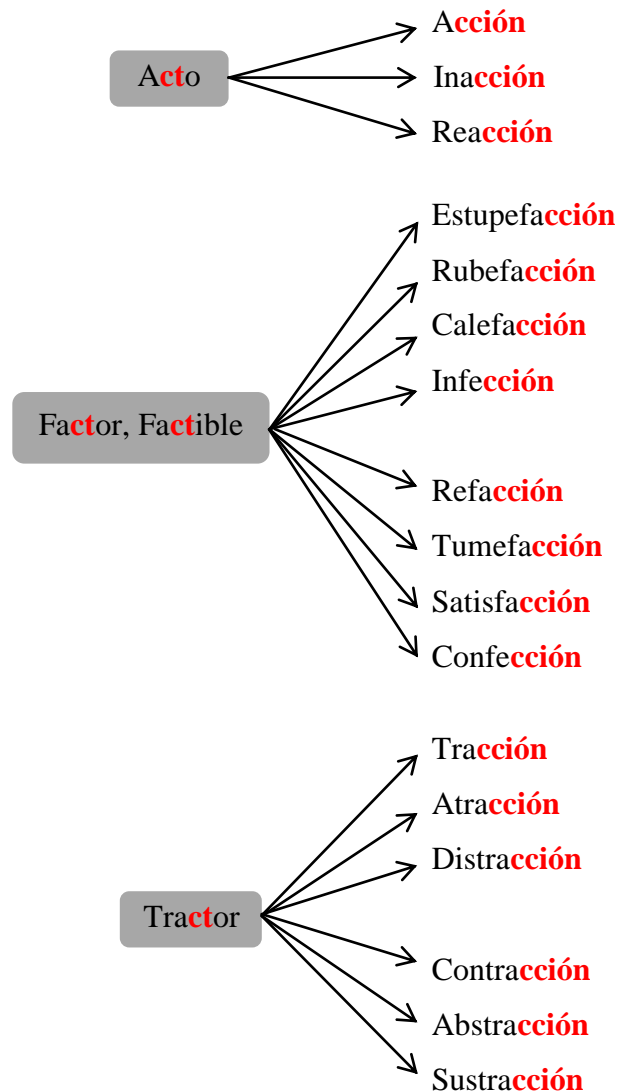 Acto
Acción
Inacción
Reacción
Factor, Factible
Estupefacción
Rubefacción
Calefacción
Infección
Refacción
Tumefacción
Satisfacción
Confección
Tractor
Tracción
Atracción
Distracción
Contracción
Abstracción
Sustracción